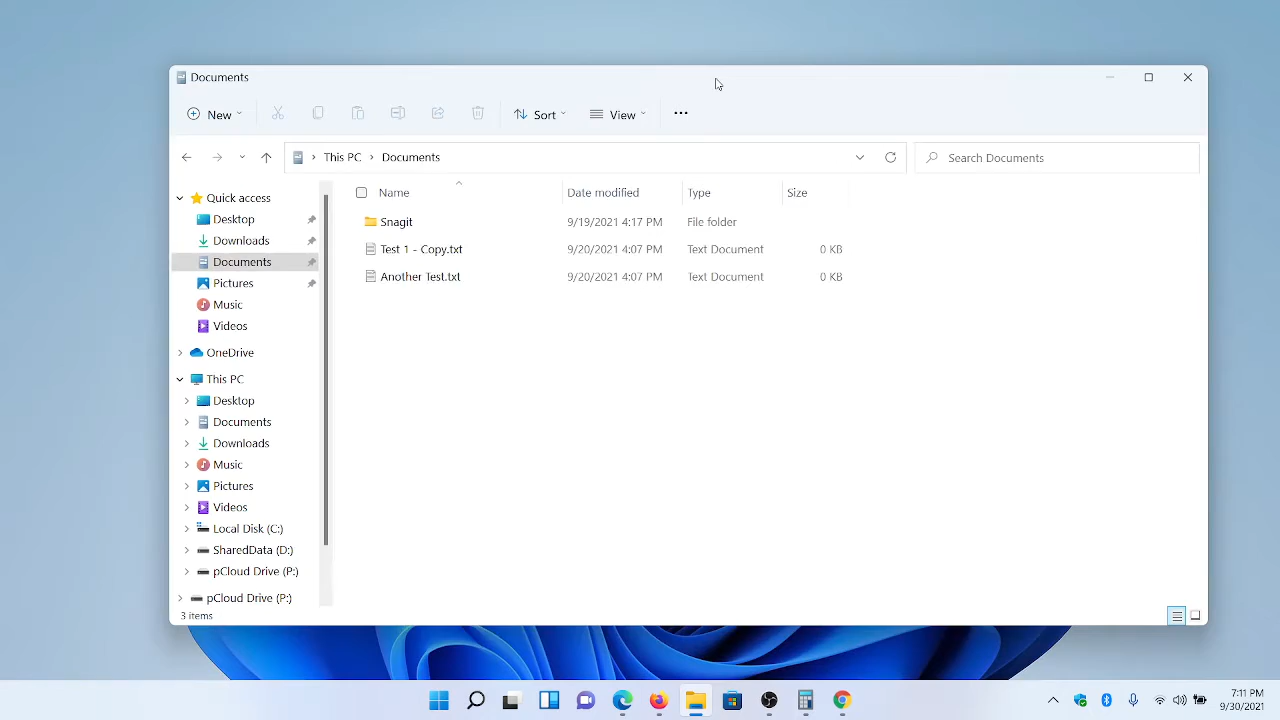 Documents
New
Sort
View
This PC
Documents
Search Documents
Name
Date modified
Type
Size
Quick access
Desktop
Downloads
Documents
Pictures
Music
Videos
OneDrive
This PC
Desktop
Documents
Downloads
Music
Pictures
Videos
Local Disk (C:)
SharedData (D:)
pCloud Drive (P:)
pCloud Drive (P:)
Snagit 9/19/2021 4:17 PM File folder
Test 1 - Copy.txt 9/20/2021 4:07 PM Text Document 0 KB
Another Test.txt 9/20/2021 4:07 PM Text Document 0 KB
3 items
7:11 PM
9/30/2021